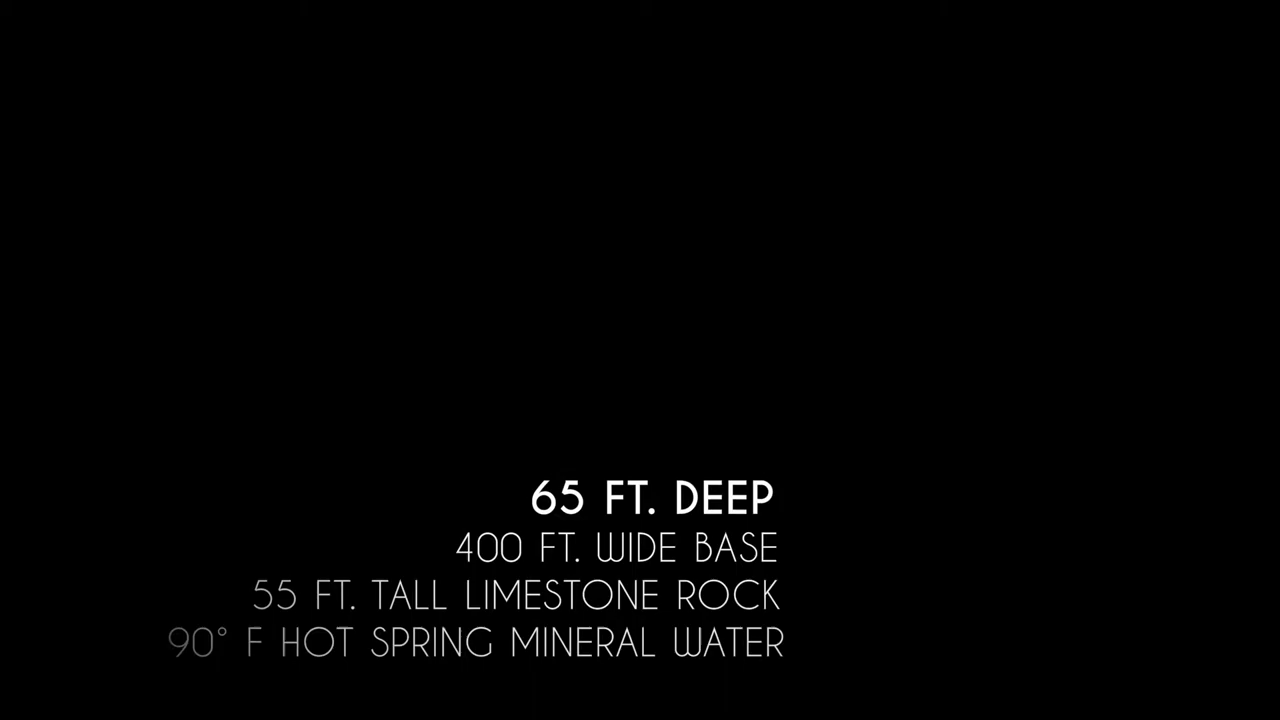 65 FT. DEEP
400 FT. WIDE BASE
55 FT. TALL LIMESTONE ROCK
90° F HOT SPRING MINERAL WATER